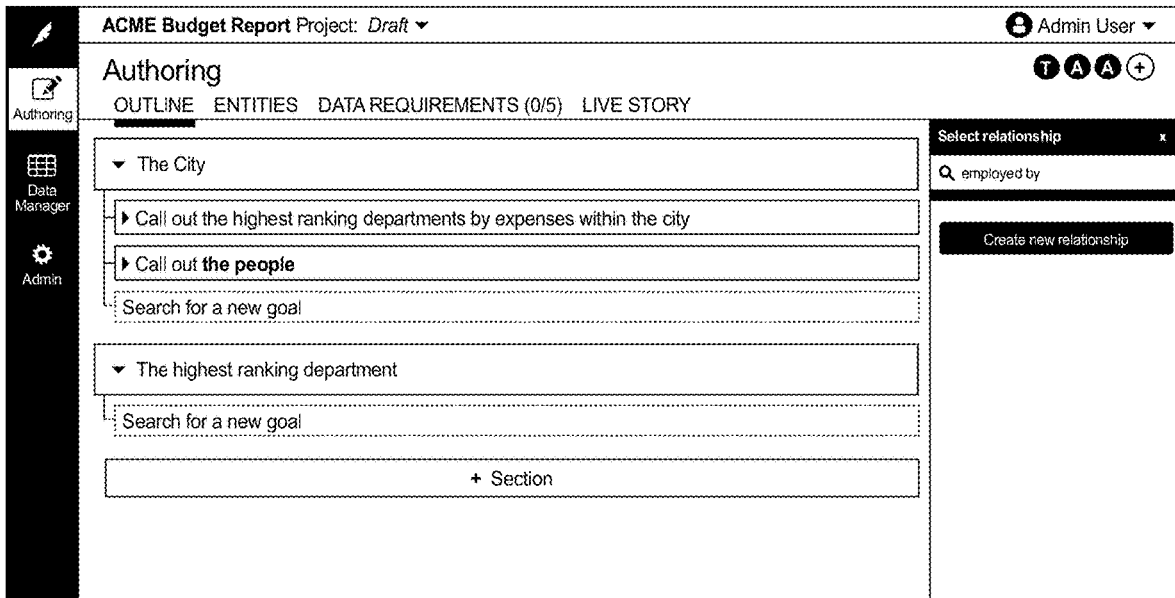 ACME Budget Report Project: Draft
Admin User
Authoring
T A A +
OUTLINE ENTITIES DATA REQUIREMENTS (0/5) LIVE STORY
Authoring
Data
Manager
Admin
The City
Call out the highest ranking departments by expenses within the city
Call out the people
Search for a new goal
The highest ranking department
Search for a new goal
+ Section
Select relationship x
employed by
Create new relationship